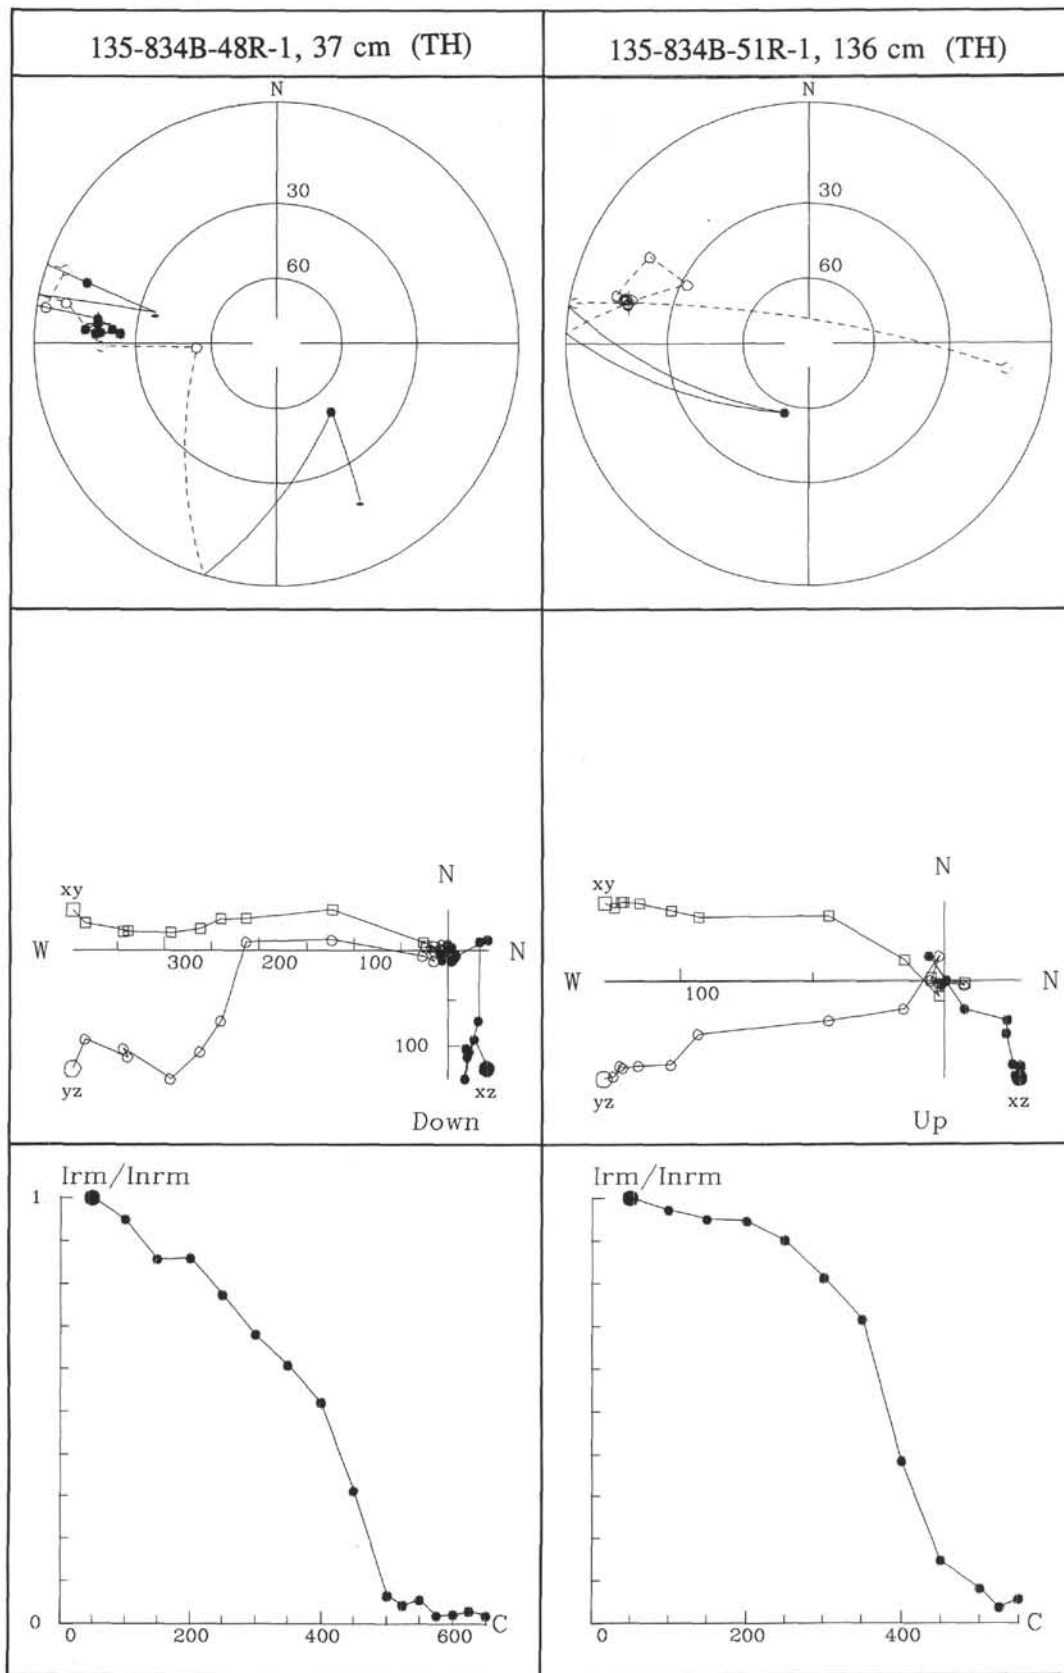 135-834B-48R-1, 37 cm (TH)
135-834B-51R-1, 136 cm (TH)
N
30
60
N
30
60
N
xy
W
300
200
100
N
100
yz
xz
Down
N
xy
W
100
N
yz
xz
Up
Irm/Inrm
1
0
0
200
400
600
C
Irm/Inrm
0
200
400
C